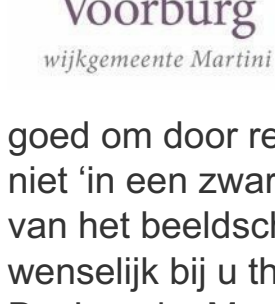 Voorburg
wijkgemeente Martini
goed om door re
niet ‘in een zwar
van het beeldsch
wenselijk bij u th